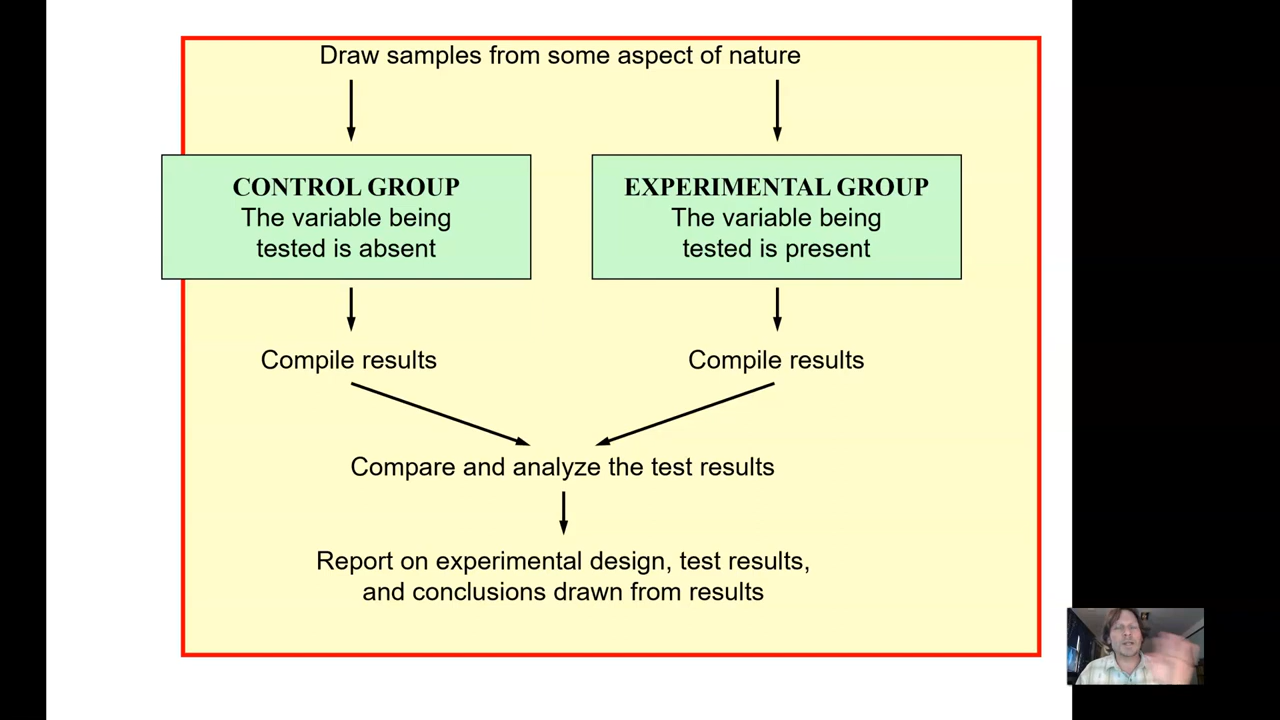 Draw samples from some aspect of nature
CONTROL GROUP
The variable being
tested is absent
EXPERIMENTAL GROUP
The variable being
tested is present
Compile results
Compile results
Compare and analyze the test results
Report on experimental design, test results,
and conclusions drawn from results